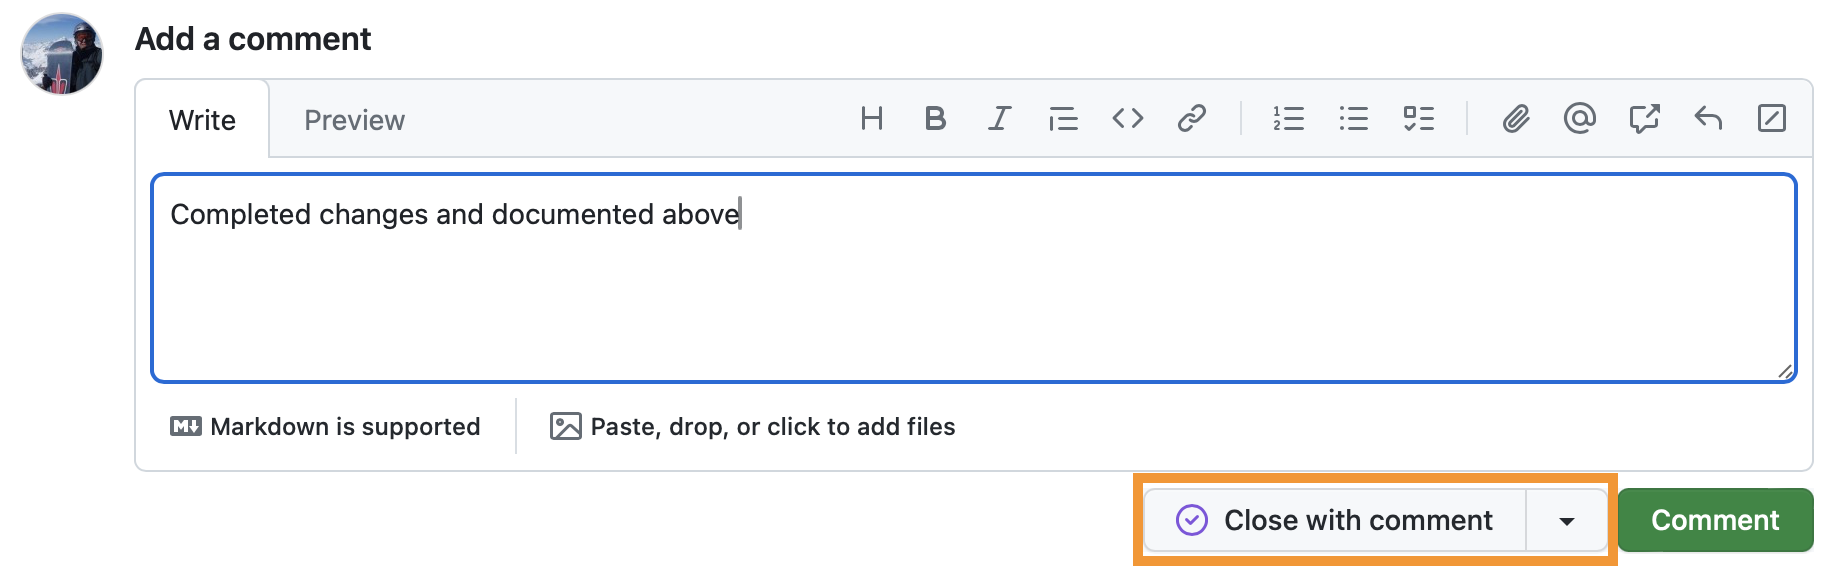 Add a comment
Write Preview
Completed changes and documented above
Markdown is supported Paste, drop, or click to add files
Close with comment Comment